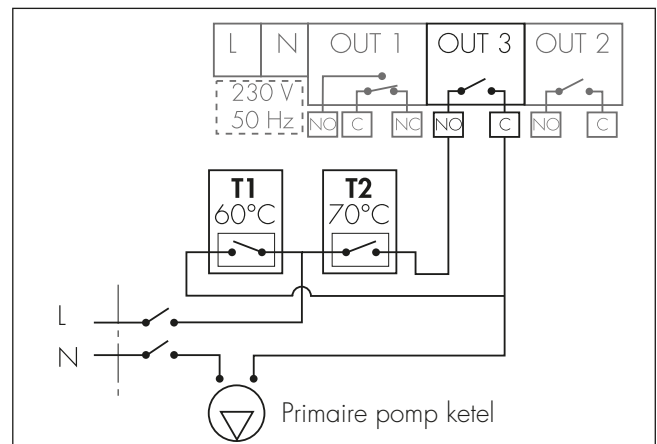 L N OUT 1 OUT 3 OUT 2
230 V
50 Hz
NO C NC NO C NO C
T1 T2
60°C 70°C
L
N
Primaire pomp ketel